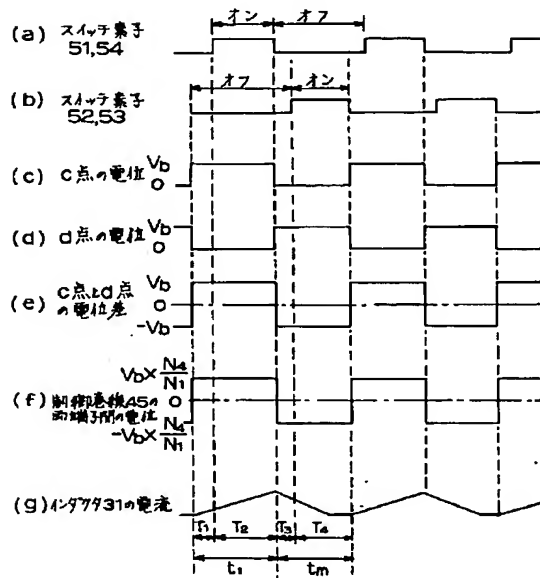 オン
オフ
(a) スイッチ素子
51,54
オフ
オン
(b) スイッチ素子
52,53
(c) C点の電位
Vb
0
(d) d点の電位
Vb
0
(e) c点とd点
の電位差
Vb
0
-Vb
Vb×N4/N1
(f) 制御巻線45の
両端子間の電位
0
-Vb×N4/N1
(g) インダクタ31の電流
T1 T2 T3 T4
t1 tm